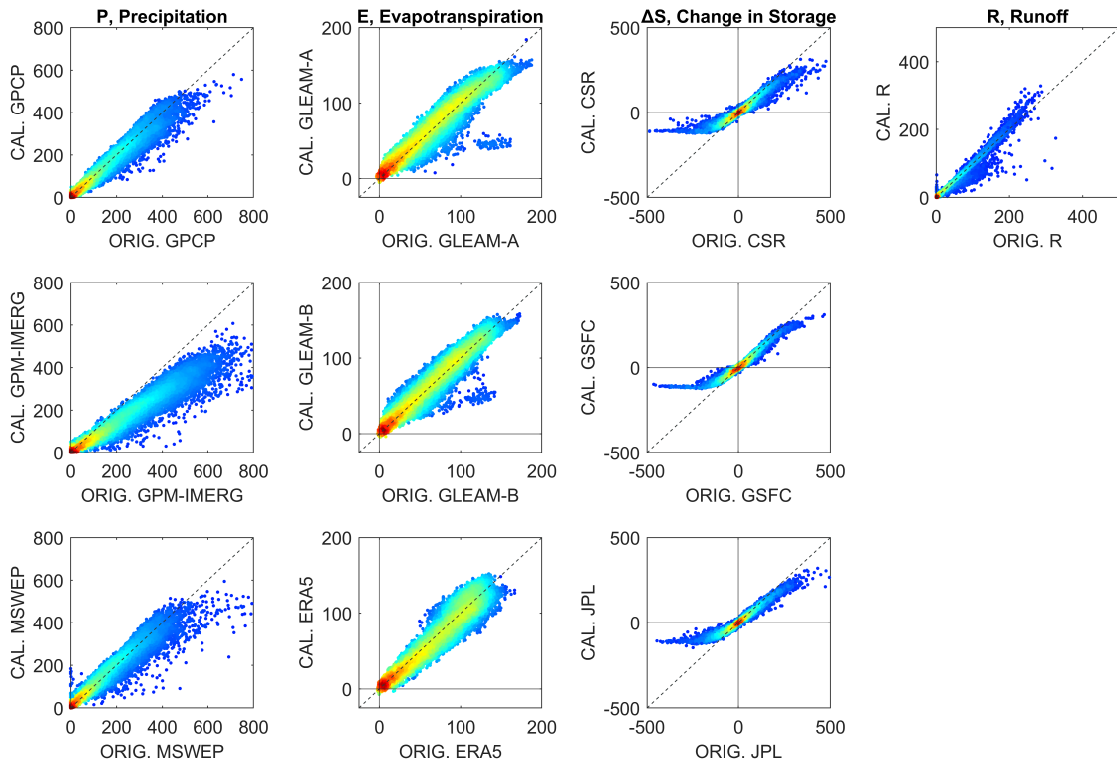 P, Precipitation
E, Evapotranspiration
ΔS, Change in Storage
R, Runoff
CAL. GPCP
800
600
400
200
0
0 200 400 600 800
ORIG. GPCP
CAL. GLEAM-A
200
100
0
0 100 200
ORIG. GLEAM-A
CAL. CSR
500
0
-500
-500 0 500
ORIG. CSR
CAL. R
400
200
0
0 200 400
ORIG. R
CAL. GPM-IMERG
800
600
400
200
0
0 200 400 600 800
ORIG. GPM-IMERG
CAL. GLEAM-B
200
100
0
0 100 200
ORIG. GLEAM-B
CAL. GSFC
500
0
-500
-500 0 500
ORIG. GSFC
CAL. MSWEP
800
600
400
200
0
0 200 400 600 800
ORIG. MSWEP
CAL. ERA5
200
100
0
0 100 200
ORIG. ERA5
CAL. JPL
500
0
-500
-500 0 500
ORIG. JPL